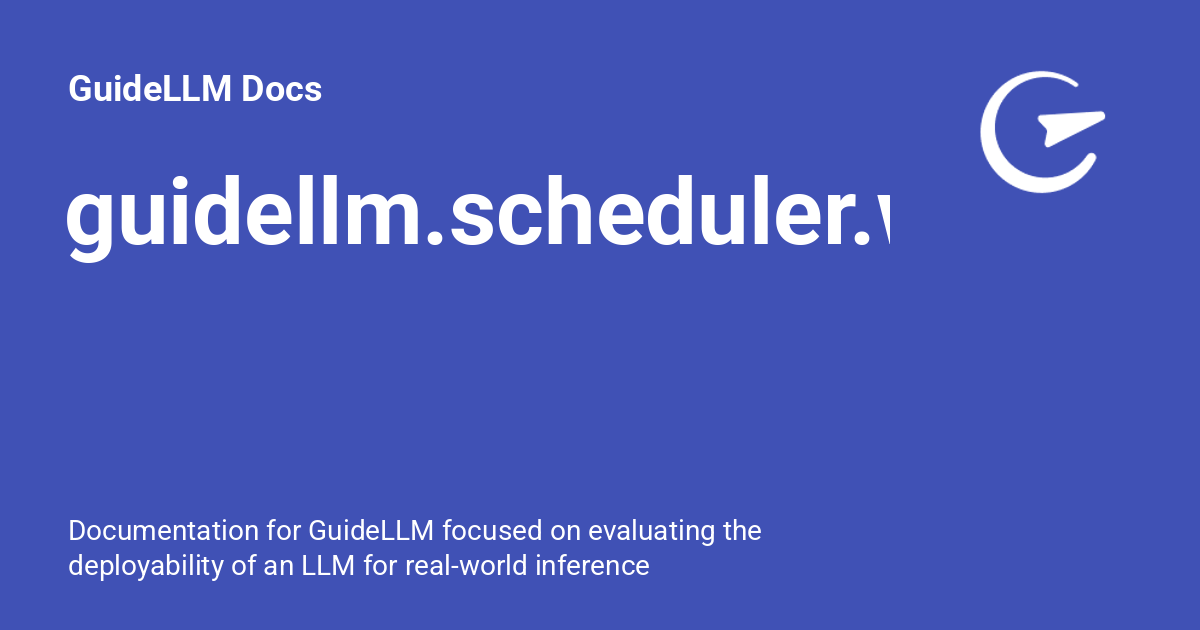 GuideLLM Docs
guidellm.scheduler.
Documentation for GuideLLM focused on evaluating the
deployability of an LLM for real-world inference